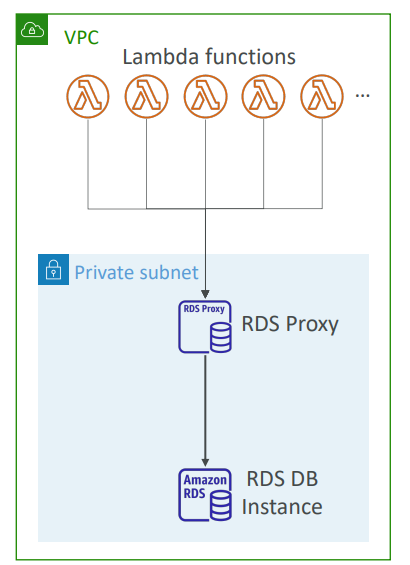 VPC
Lambda functions
...
Private subnet
RDS Proxy
RDS Proxy
Amazon
RDS
RDS DB
Instance